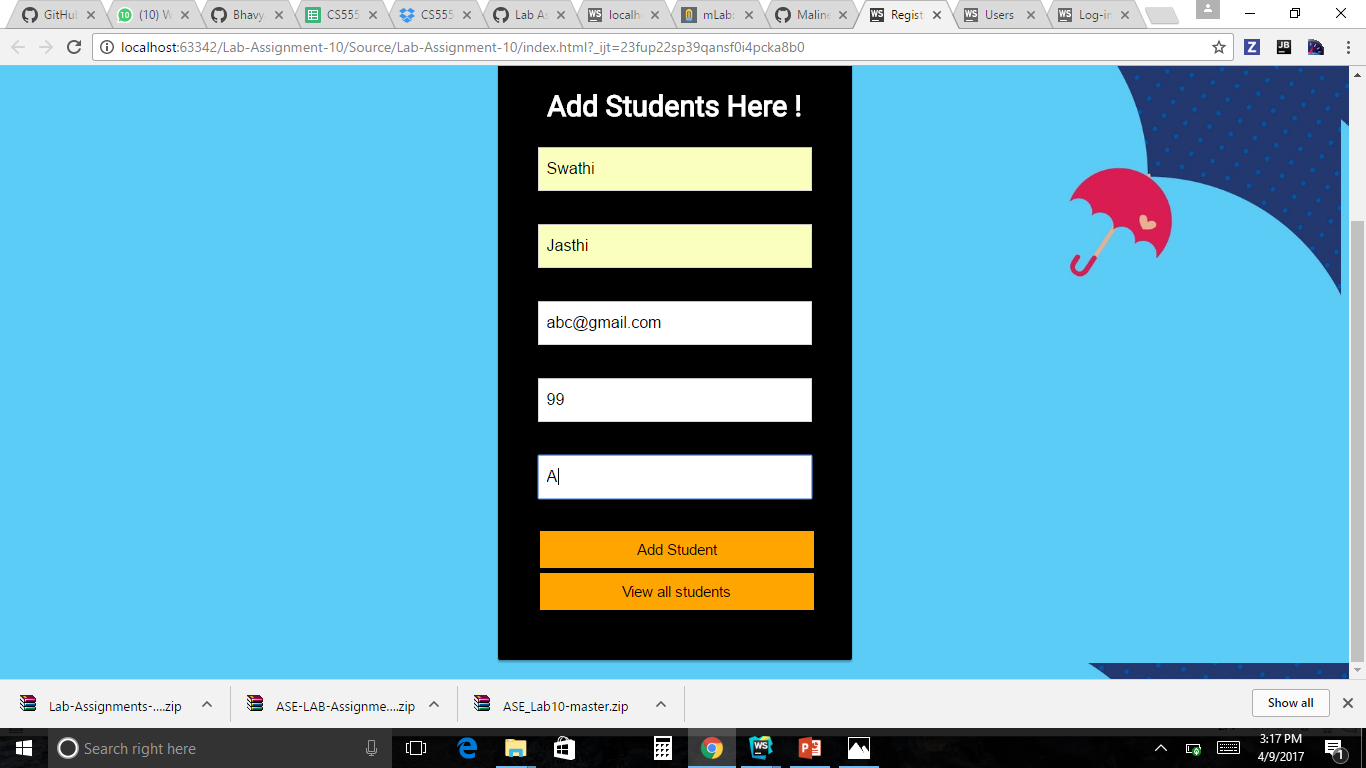 GitHu
(10) W
Bhavy
CS555
CS555
Lab As
localh
mLab:
Maline
Regist
Users
Log-in
localhost:63342/Lab-Assignment-10/Source/Lab-Assignment-10/index.html?_ijt=23fup22sp39qansf0i4pcka8b0
Add Students Here !
Swathi
Jasthi
abc@gmail.com
99
A
Add Student
View all students
Lab-Assignments-....zip
ASE-LAB-Assignme....zip
ASE_Lab10-master.zip
Show all
Search right here
3:17 PM
4/9/2017
1